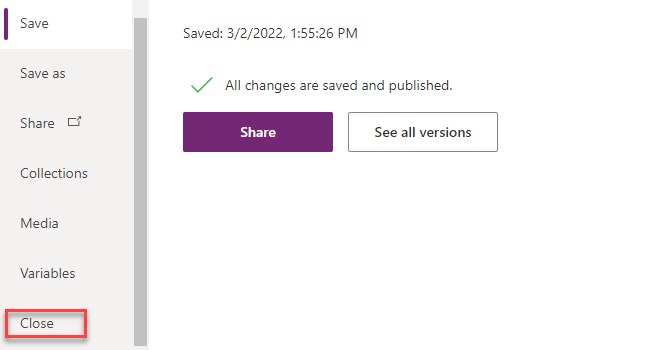 Save
Save as
Share
Collections
Media
Variables
Close
Saved: 3/2/2022, 1:55:26 PM
All changes are saved and published.
Share
See all versions